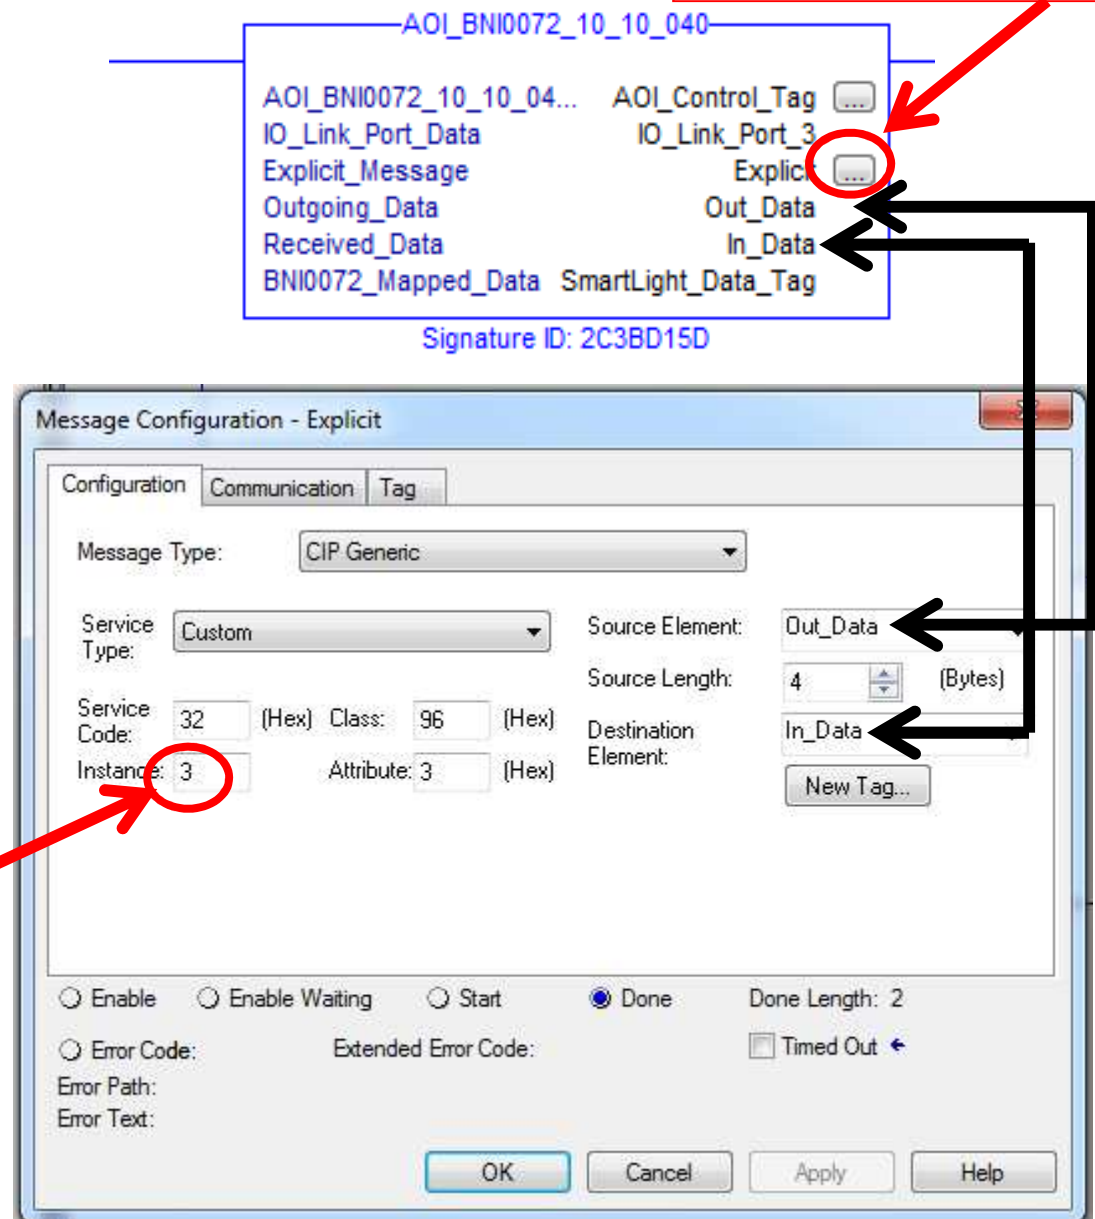 AOI_BNI0072_10_10_040
AOI_BNI0072_10_10_04... AOI_Control_Tag ...
IO_Link_Port_Data IO_Link_Port_3
Explicit_Message Explicit ...
Outgoing_Data Out_Data
Received_Data In_Data
BNI0072_Mapped_Data SmartLight_Data_Tag
Signature ID: 2C3BD15D
Message Configuration - Explicit
Configuration Communication Tag
Message Type: CIP Generic
Service Type: Custom
Source Element: Out_Data
Source Length: 4 (Bytes)
Service Code: 32 (Hex) Class: 96 (Hex)
Destination Element: In_Data
Instance: 3 Attribute: 3 (Hex)
New Tag...
Enable Enable Waiting Start Done Done Length: 2
Error Code: Extended Error Code: Timed Out
Error Path:
Error Text:
OK Cancel Apply Help